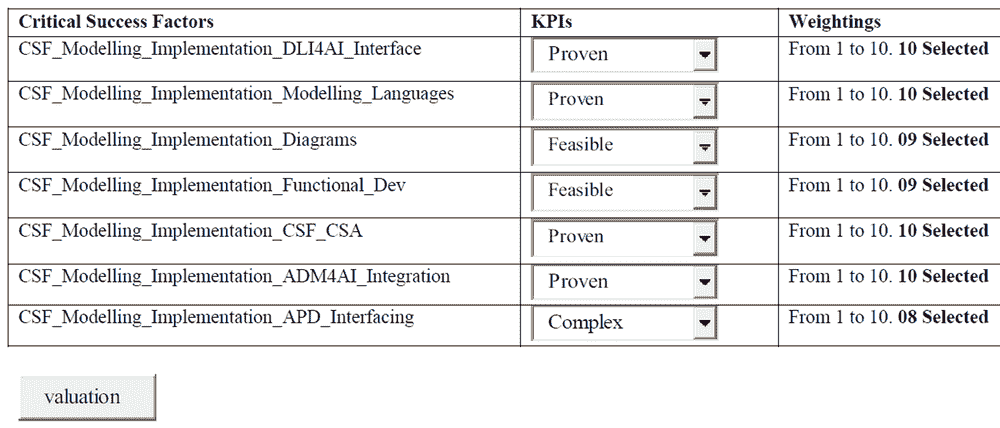 Critical Success Factors KPIs Weightings
CSF_Modelling_Implementation_DLI4AI_Interface Proven From 1 to 10. 10 Selected
CSF_Modelling_Implementation_Modelling_Languages Proven From 1 to 10. 10 Selected
CSF_Modelling_Implementation_Diagrams Feasible From 1 to 10. 09 Selected
CSF_Modelling_Implementation_Functional_Dev Feasible From 1 to 10. 09 Selected
CSF_Modelling_Implementation_CSF_CSA Proven From 1 to 10. 10 Selected
CSF_Modelling_Implementation_ADM4AI_Integration Proven From 1 to 10. 10 Selected
CSF_Modelling_Implementation_APD_Interfacing Complex From 1 to 10. 08 Selected
valuation